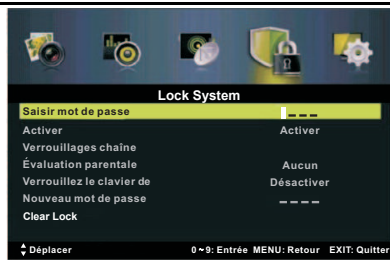 Lock System
Saisir mot de passe _ _ _
Activer Activer
Verrouillages chaîne
Évaluation parentale Aucun
Verrouillez le clavier de Désactiver
Nouveau mot de passe _ _ _ _
Clear Lock
Déplacer 0~9: Entrée MENU: Retour EXIT: Quitter